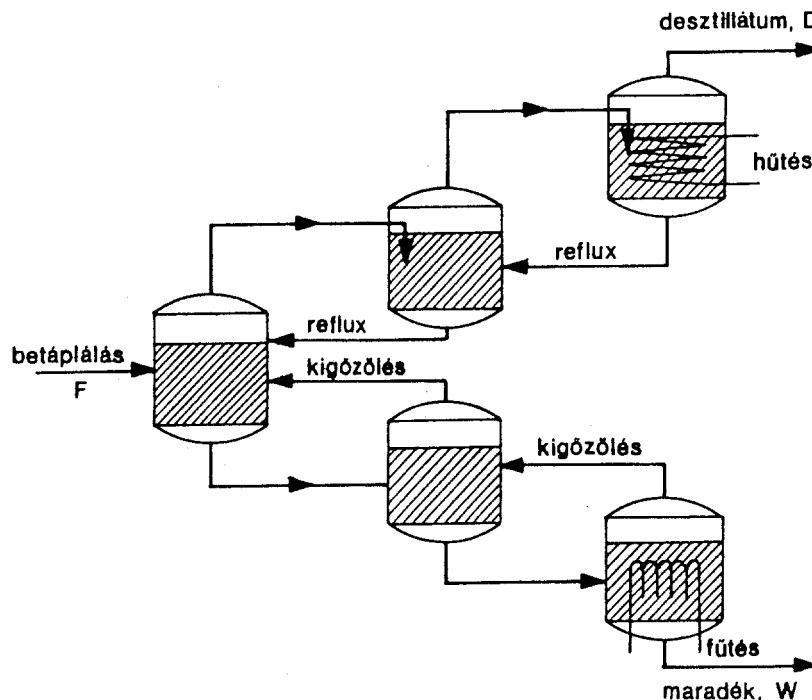 desztillátum, D
hűtés
reflux
reflux
betáplálás
F
kigőzölés
kigőzölés
fűtés
maradék, W